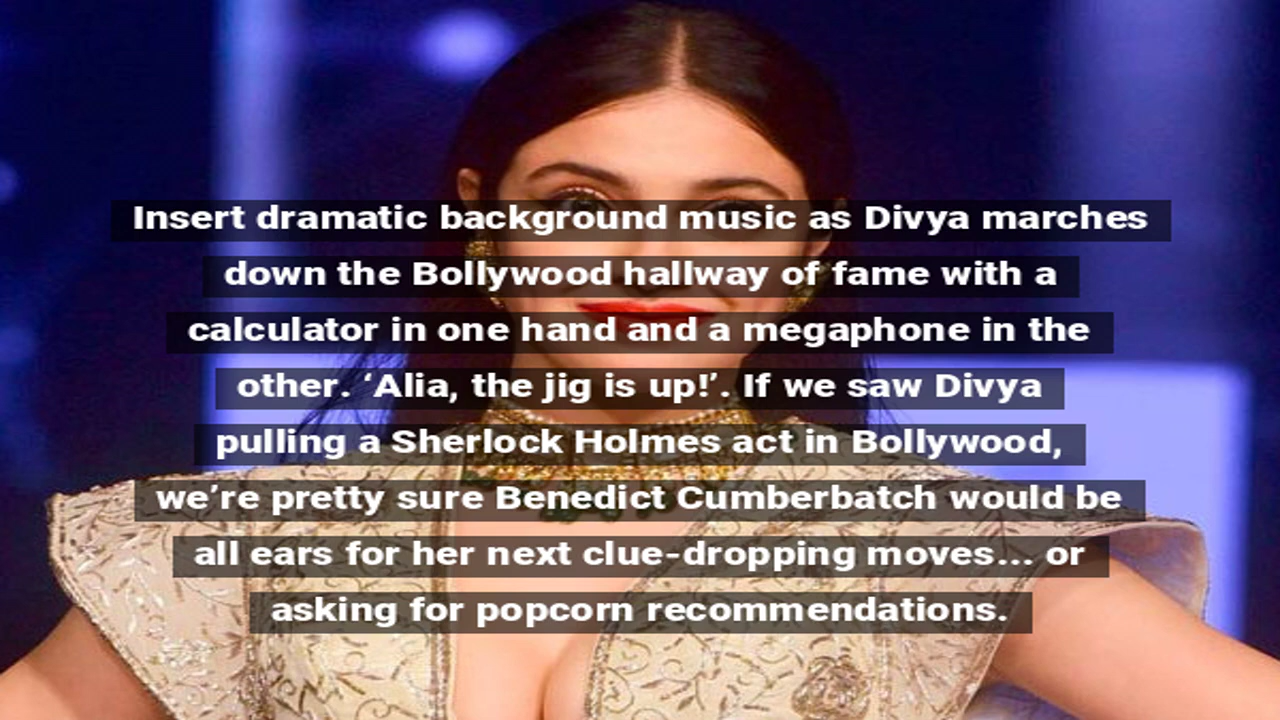 Insert dramatic background music as Divya marches
down the Bollywood hallway of fame with a
calculator in one hand and a megaphone in the
other. ‘Alia, the jig is up!’. If we saw Divya
pulling a Sherlock Holmes act in Bollywood,
we’re pretty sure Benedict Cumberbatch would be
all ears for her next clue-dropping moves... or
asking for popcorn recommendations.